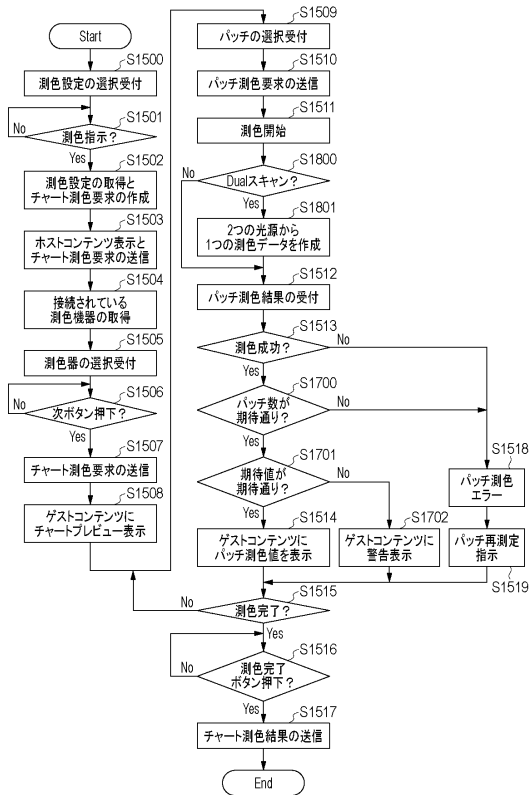 Start
S1500
測色設定の選択受付
S1501
測色指示？
No
Yes
S1502
測色設定の取得と
チャート測色要求の作成
S1503
ホストコンテンツ表示と
チャート測色要求の送信
S1504
接続されている
測色機器の取得
S1505
測色器の選択受付
S1506
次ボタン押下？
No
Yes
S1507
チャート測色要求の送信
S1508
ゲストコンテンツに
チャートプレビュー表示
S1509
パッチの選択受付
S1510
パッチ測色要求の送信
S1511
測色開始
S1800
Dualスキャン？
No
Yes
S1801
2つの光源から
1つの測色データを作成
S1512
パッチ測色結果の受付
S1513
測色成功？
No
Yes
S1700
パッチ数が
期待通り？
No
Yes
S1701
期待値が
期待通り？
No
Yes
S1518
パッチ測色
エラー
S1514
ゲストコンテンツに
パッチ測色値を表示
S1702
ゲストコンテンツに
警告表示
パッチ再測定
指示
S1519
S1515
測色完了？
No
Yes
S1516
測色完了
ボタン押下？
No
Yes
S1517
チャート測色結果の送信
End